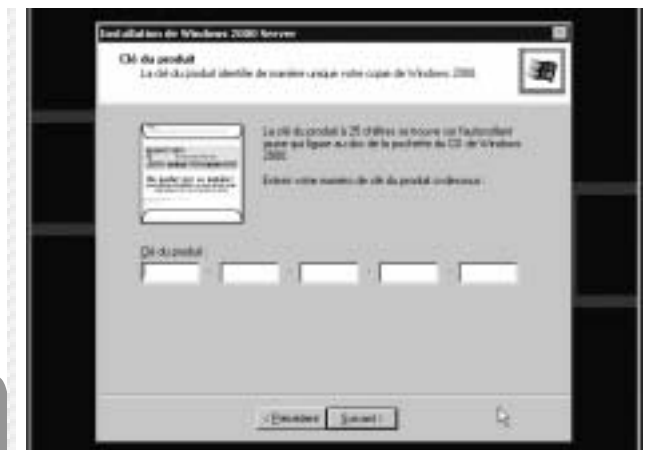 Installation de Windows 2000 Server
Clé du produit
La clé du produit identifie de manière unique votre copie de Windows 2000.
La clé du produit à 25 chiffres se trouve sur l'autocollant
jaune qui figure au dos de la pochette du CD de Windows
2000.
Entrez votre numéro de clé du produit ci-dessous :
Clé du produit
< Précédent
Suivant >